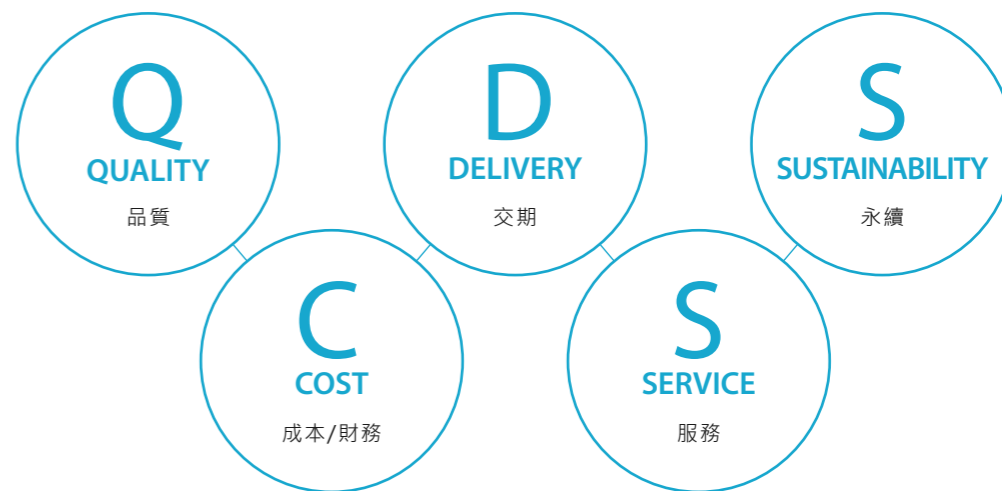 Q
QUALITY
品質
C
COST
成本/財務
D
DELIVERY
交期
S
SERVICE
服務
S
SUSTAINABILITY
永續